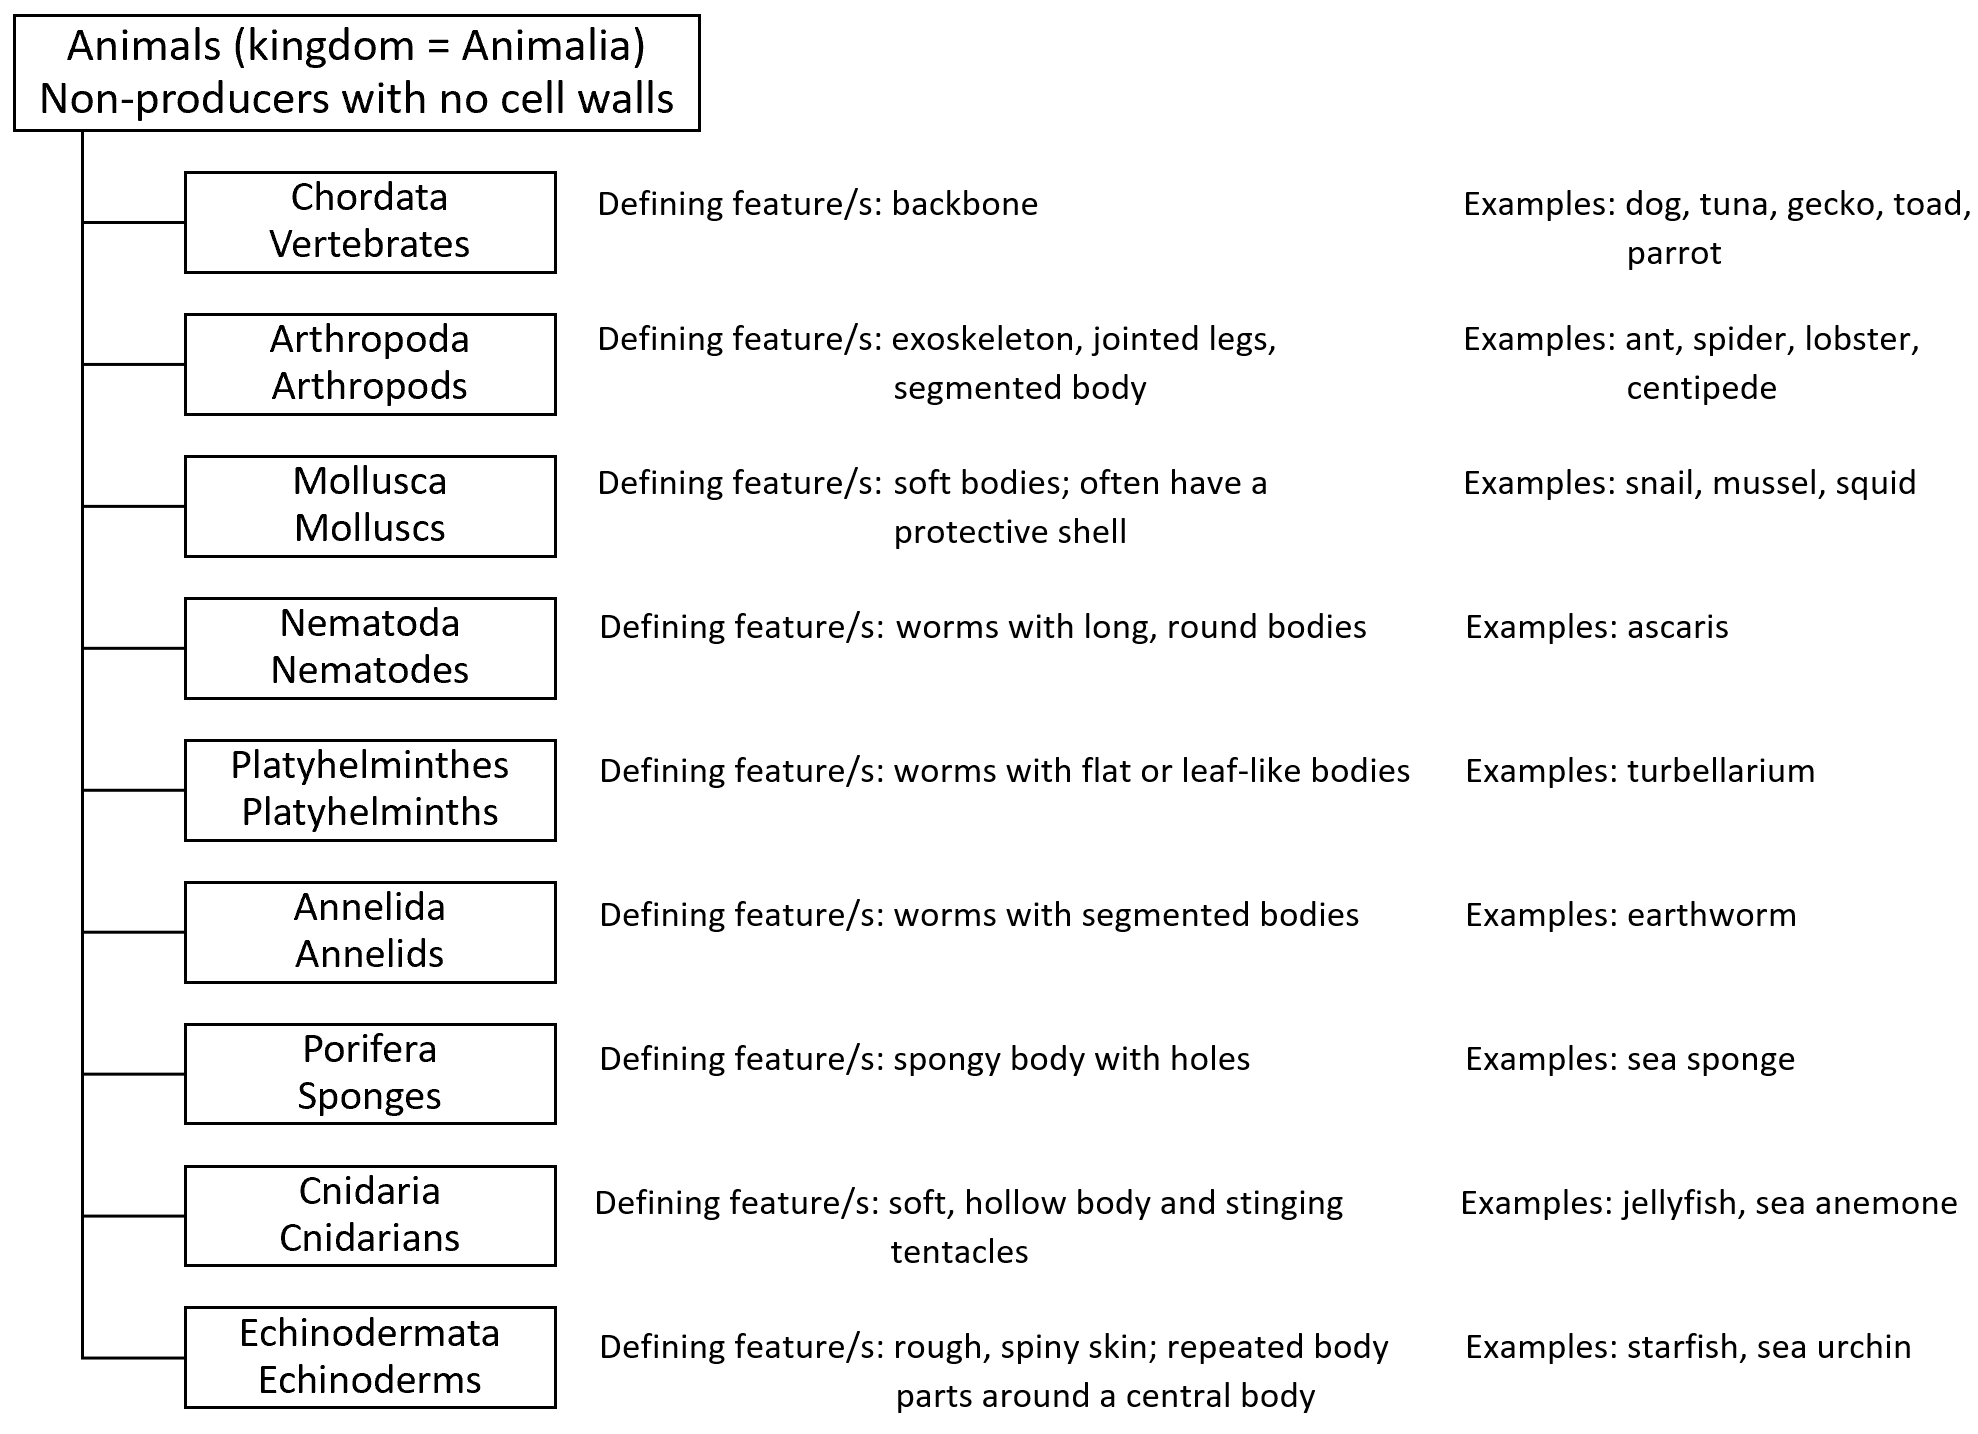 Animals (kingdom = Animalia)
Non-producers with no cell walls
Chordata
Vertebrates
Defining feature/s: backbone
Examples: dog, tuna, gecko, toad,
parrot
Arthropoda
Arthropods
Defining feature/s: exoskeleton, jointed legs,
segmented body
Examples: ant, spider, lobster,
centipede
Mollusca
Molluscs
Defining feature/s: soft bodies; often have a
protective shell
Examples: snail, mussel, squid
Nematoda
Nematodes
Defining feature/s: worms with long, round bodies
Examples: ascaris
Platyhelminthes
Platyhelminths
Defining feature/s: worms with flat or leaf-like bodies
Examples: turbellarium
Annelida
Annelids
Defining feature/s: worms with segmented bodies
Examples: earthworm
Porifera
Sponges
Defining feature/s: spongy body with holes
Examples: sea sponge
Cnidaria
Cnidarians
Defining feature/s: soft, hollow body and stinging
tentacles
Examples: jellyfish, sea anemone
Echinodermata
Echinoderms
Defining feature/s: rough, spiny skin; repeated body
parts around a central body
Examples: starfish, sea urchin